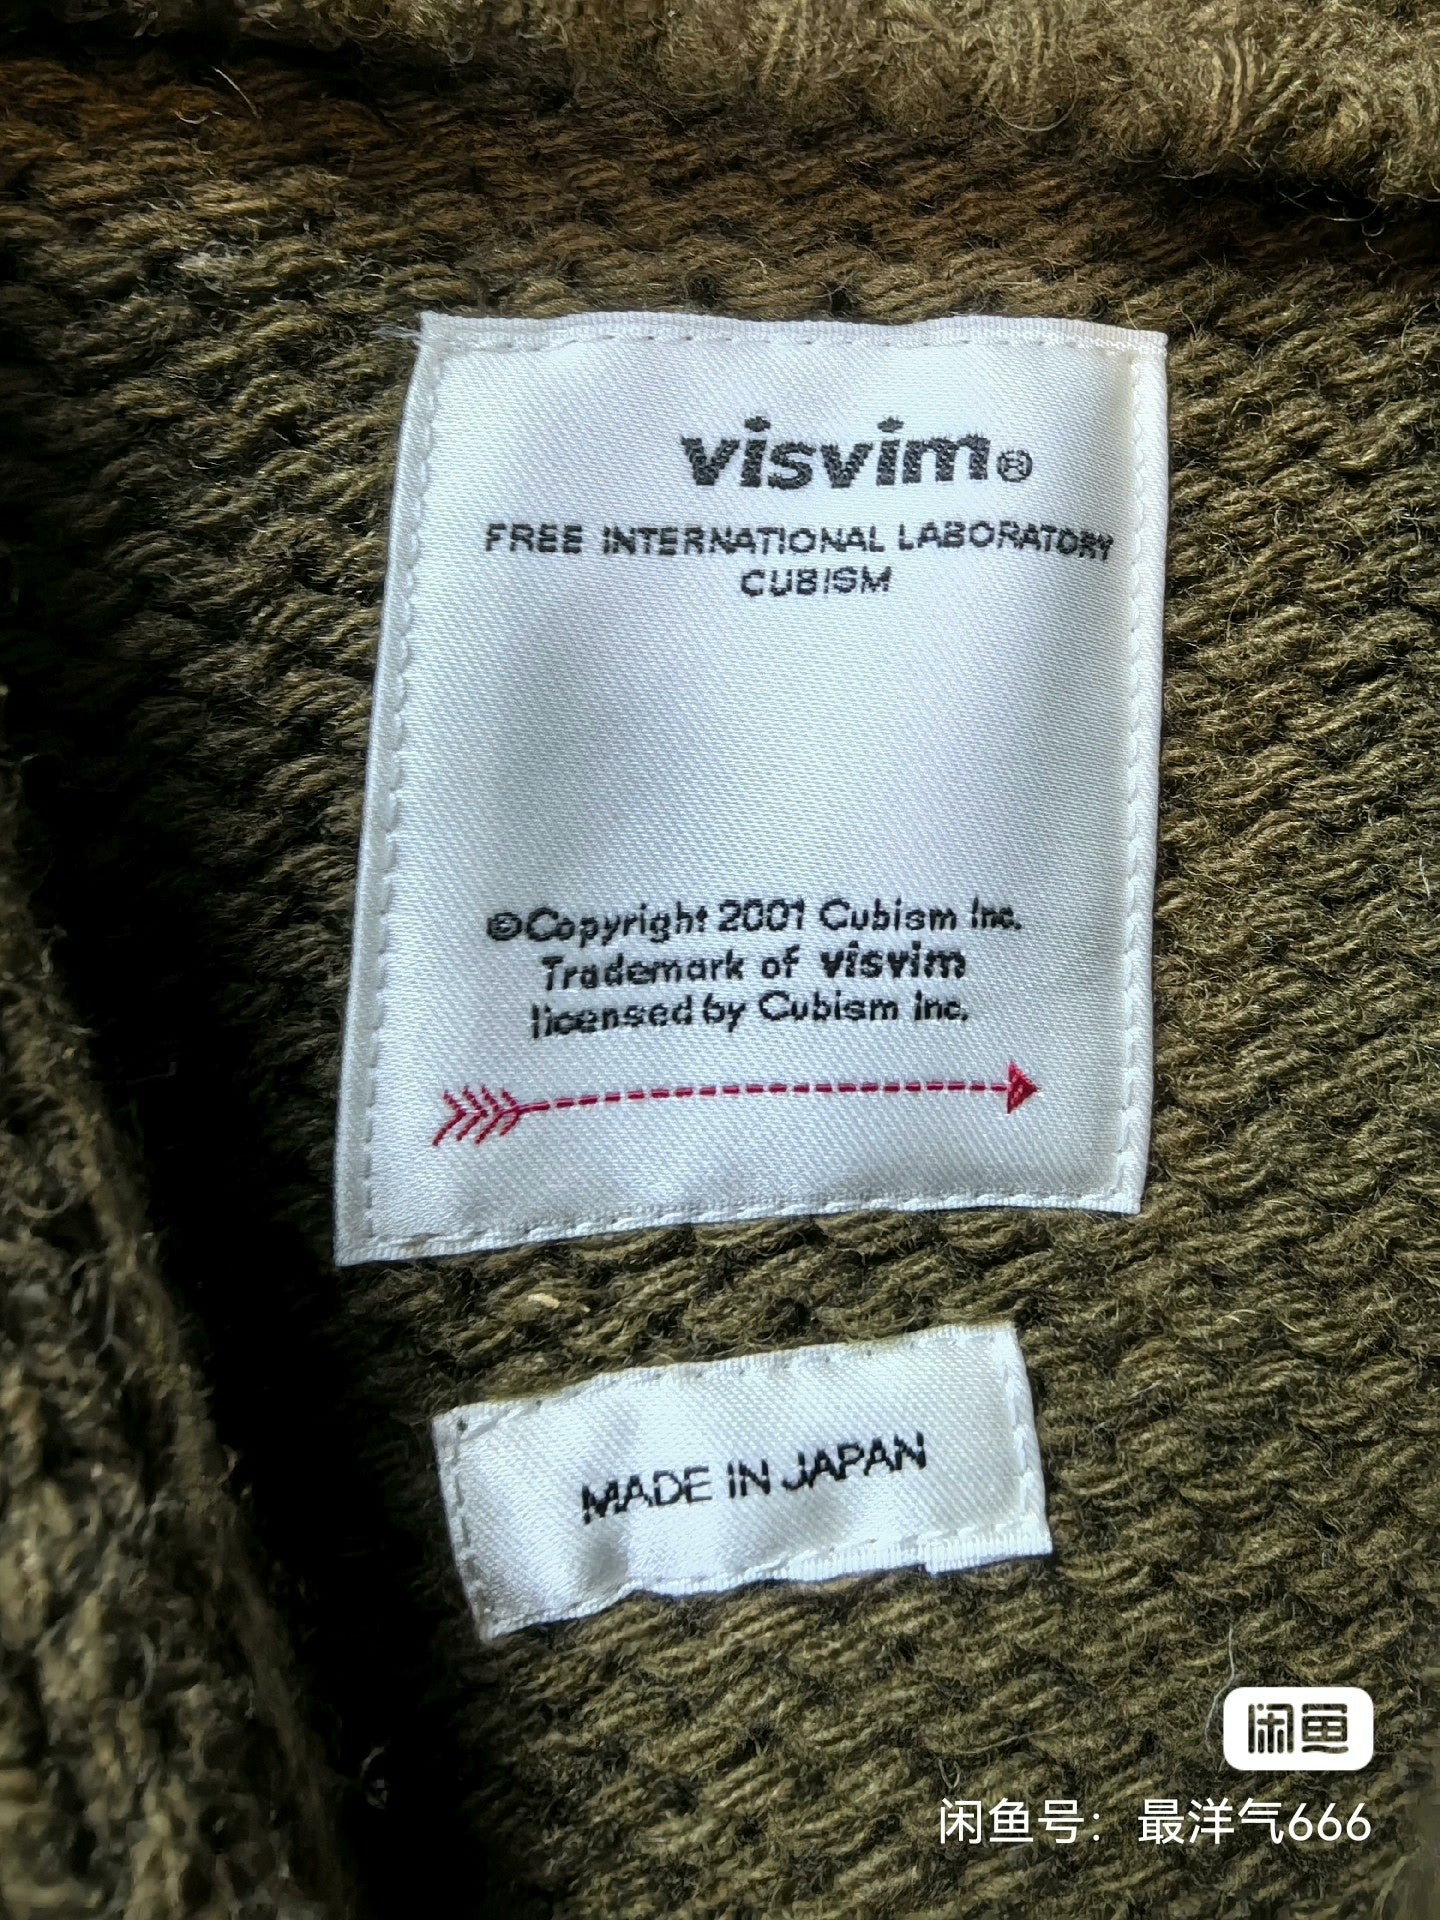 visvim®
FREE INTERNATIONAL LABORATORY
CUBISM
©Copyright 2001 Cubism Inc.
Trademark of visvim
licensed by Cubism Inc.
MADE IN JAPAN
闲鱼
闲鱼号：最洋气666